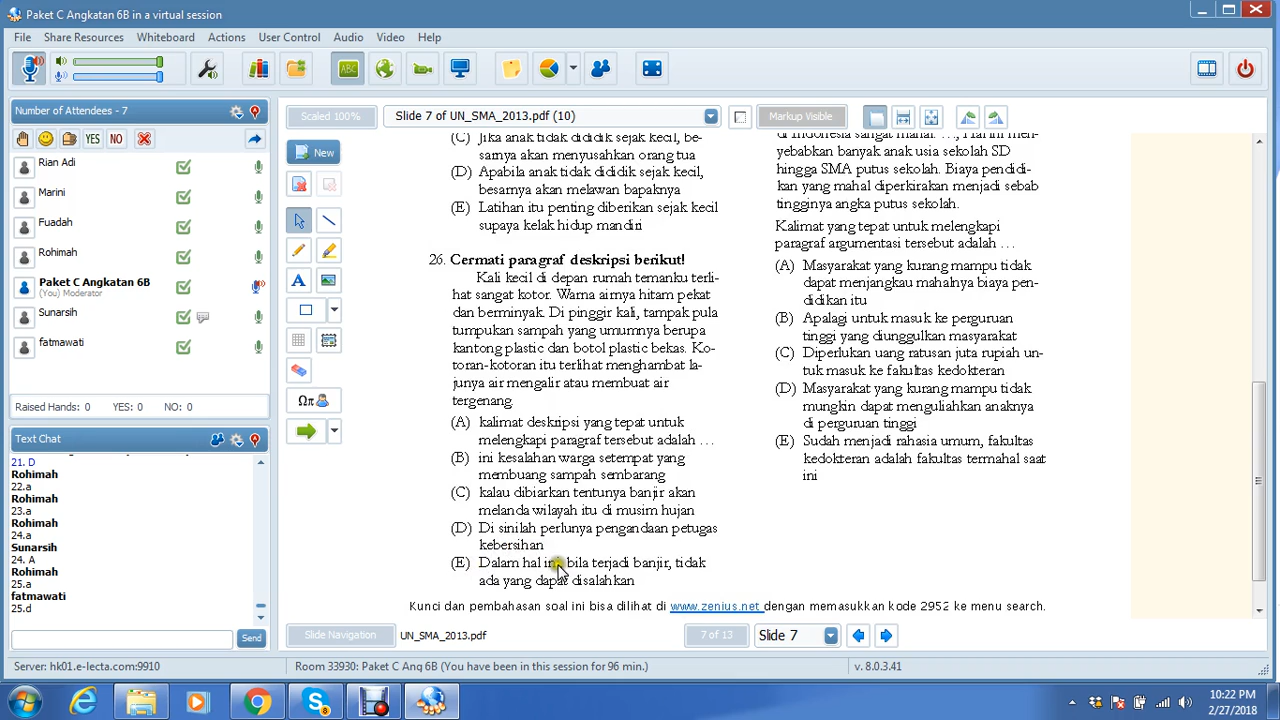 Paket C Angkatan 6B in a virtual session
File Share Resources Whiteboard Actions User Control Audio Video Help
Number of Attendees - 7
YES NO
Rian Adi
Marini
Fuadah
Rohimah
Paket C Angkatan 6B
(You) Moderator
Sunarsih
fatmawati
Raised Hands: 0 YES: 0 NO: 0
Text Chat
21. D
Rohimah
22.a
Rohimah
23.a
Rohimah
24.a
Sunarsih
24. A
Rohimah
25.a
fatmawati
25.d
Send
Scaled 100%
Slide 7 of UN_SMA_2013.pdf (10)
Markup Visible
New
ABC
A
Ωπ
(C) Jika anak tidak dididik sejak kecil, be-
sarnya akan menyusahkan orang tua
(D) Apabila anak tidak dididik sejak kecil,
besarnya akan melawan bapaknya
(E) Latihan itu penting diberikan sejak kecil
supaya kelak hidup mandiri
26. Cermati paragraf deskripsi berikut!
Kali kecil di depan rumah temanku terli-
hat sangat kotor. Warna airnya hitam pekat
dan berminyak. Di pinggir kali, tampak pula
tumpukan sampah yang umumnya berupa
kantong plastic dan botol plastic bekas. Ko-
toran-kotoran itu terlihat menghambat la-
junya air mengalir atau membuat air
tergenang.
(A) kalimat deskripsi yang tepat untuk
melengkapi paragraf tersebut adalah …
(B) ini kesalahan warga setempat yang
membuang sampah sembarang
(C) kalau dibiarkan tentunya banjir akan
melanda wilayah itu di musim hujan
(D) Di sinilah perlunya pengandaan petugas
kebersihan
(E) Dalam hal ini, bila terjadi banjir, tidak
ada yang dapat disalahkan
di Indonesia sangat mahal. …, Hal ini men-
yebabkan banyak anak usia sekolah SD
hingga SMA putus sekolah. Biaya pendidi-
kan yang mahal diperkirakan menjadi sebab
tingginya angka putus sekolah.
Kalimat yang tepat untuk melengkapi
paragraf argumentasi tersebut adalah …
(A) Masyarakat yang kurang mampu tidak
dapat menjangkau mahalnya biaya pen-
didikan itu
(B) Apalagi untuk masuk ke perguruan
tinggi yang diunggulkan masyarakat
(C) Diperlukan uang ratusan juta rupiah un-
tuk masuk ke fakultas kedokteran
(D) Masyarakat yang kurang mampu tidak
mungkin dapat menguliahkan anaknya
di perguruan tinggi
(E) Sudah menjadi rahasia umum, fakultas
kedokteran adalah fakultas termahal saat
ini
Kunci dan pembahasan soal ini bisa dilihat di www.zenius.net dengan memasukkan kode 2952 ke menu search.
Slide Navigation UN_SMA_2013.pdf 7 of 13 Slide 7
Server: hk01.e-lecta.com:9910 Room 33930: Paket C Ang 6B (You have been in this session for 96 min.) v. 8.0.3.41
10:22 PM
2/27/2018